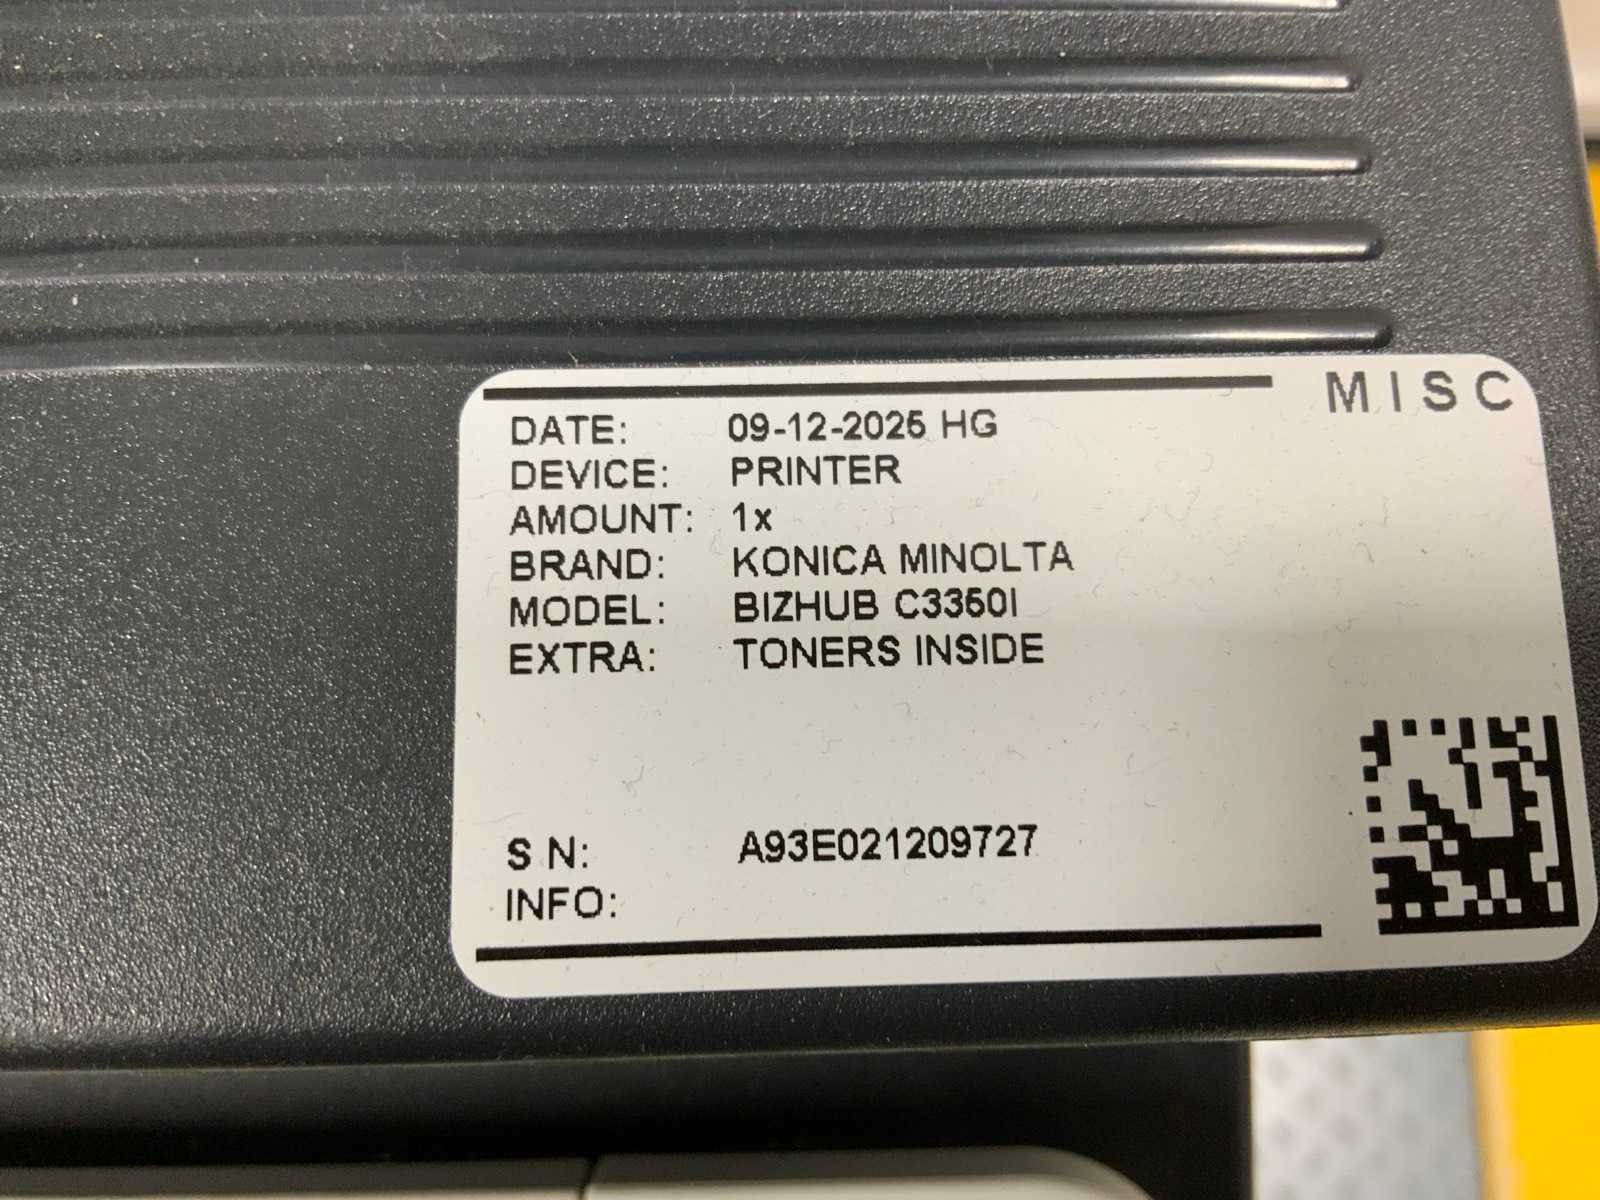 MISC
DATE: 09-12-2025 HG
DEVICE: PRINTER
AMOUNT: 1x
BRAND: KONICA MINOLTA
MODEL: BIZHUB C3350I
EXTRA: TONERS INSIDE
S N: A93E021209727
INFO: